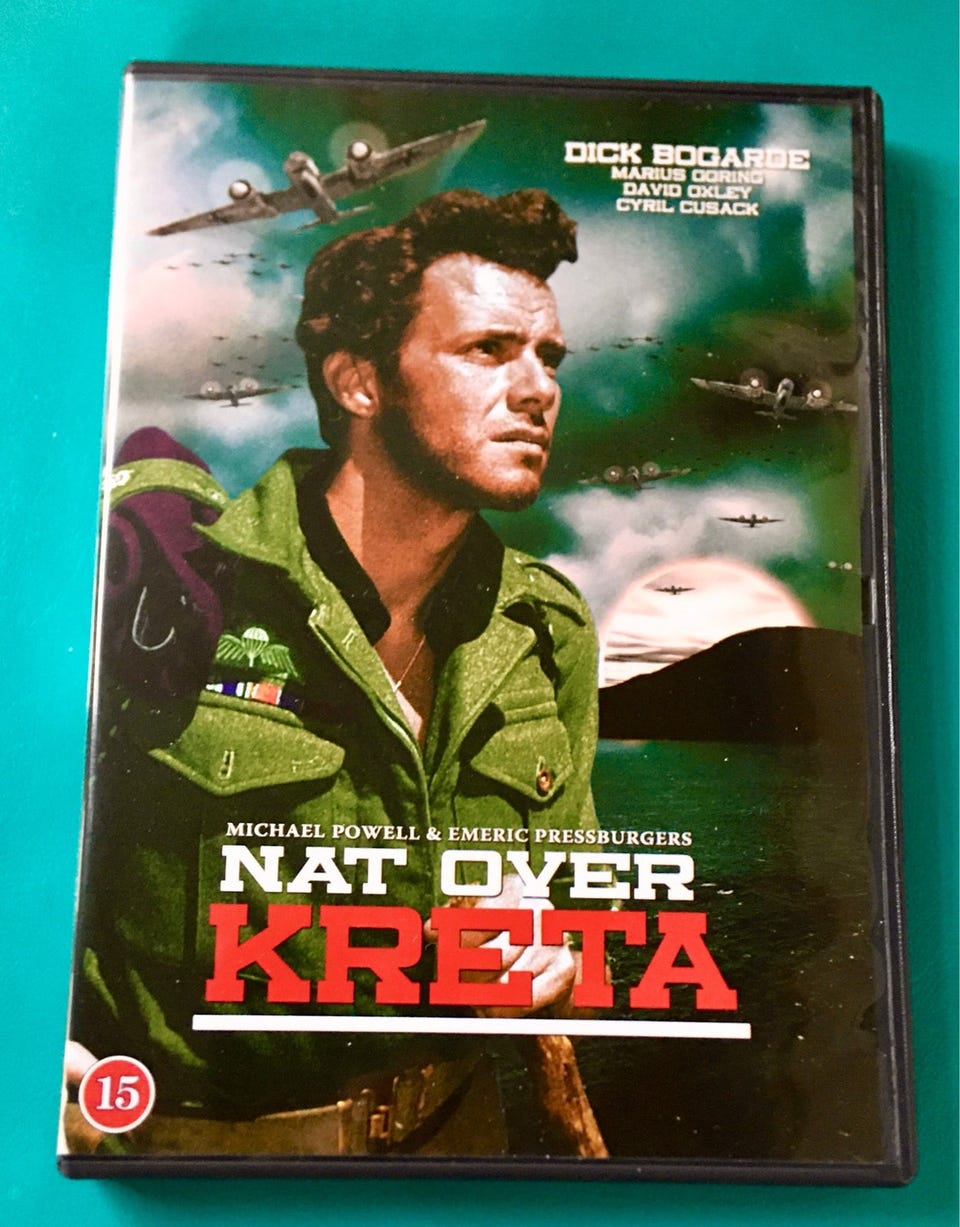 DICK BOGARDE
MARIUS GORING
DAVID OXLEY
CYRIL CUSACK
MICHAEL POWELL & EMERIC PRESSBURGERS
NAT OVER
KRETA
15